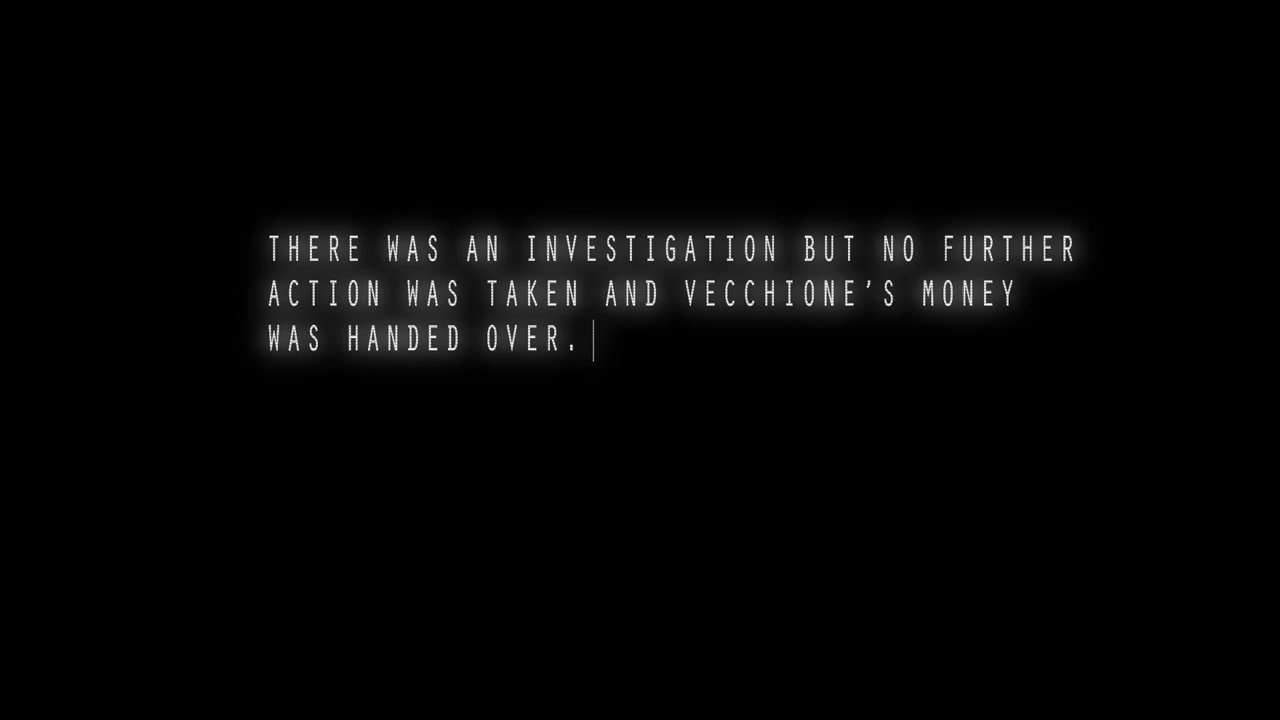 THERE WAS AN INVESTIGATION BUT NO FURTHER
ACTION WAS TAKEN AND VECCHIONE’S MONEY
WAS HANDED OVER.